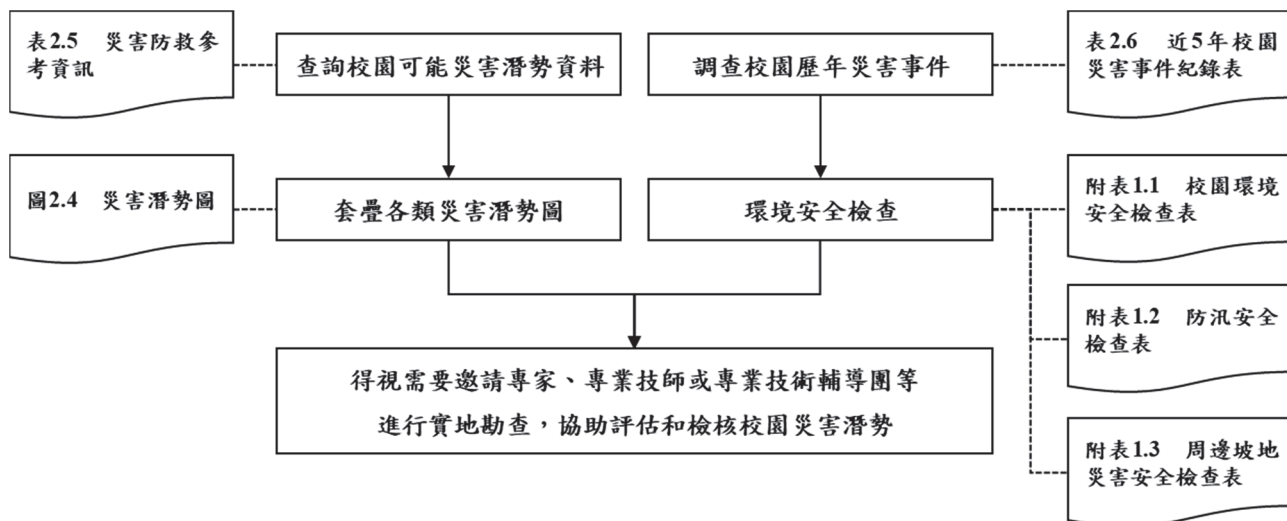 表2.5 災害防救參
考資訊
查詢校園可能災害潛勢資料
調查校園歷年災害事件
表2.6 近5年校園
災害事件紀錄表
圖2.4 災害潛勢圖
套疊各類災害潛勢圖
環境安全檢查
附表1.1 校園環境
安全檢查表
附表1.2 防汛安全
檢查表
得視需要邀請專家、專業技師或專業技術輔導團等
進行實地勘查，協助評估和檢核校園災害潛勢
附表1.3 周邊坡地
災害安全檢查表